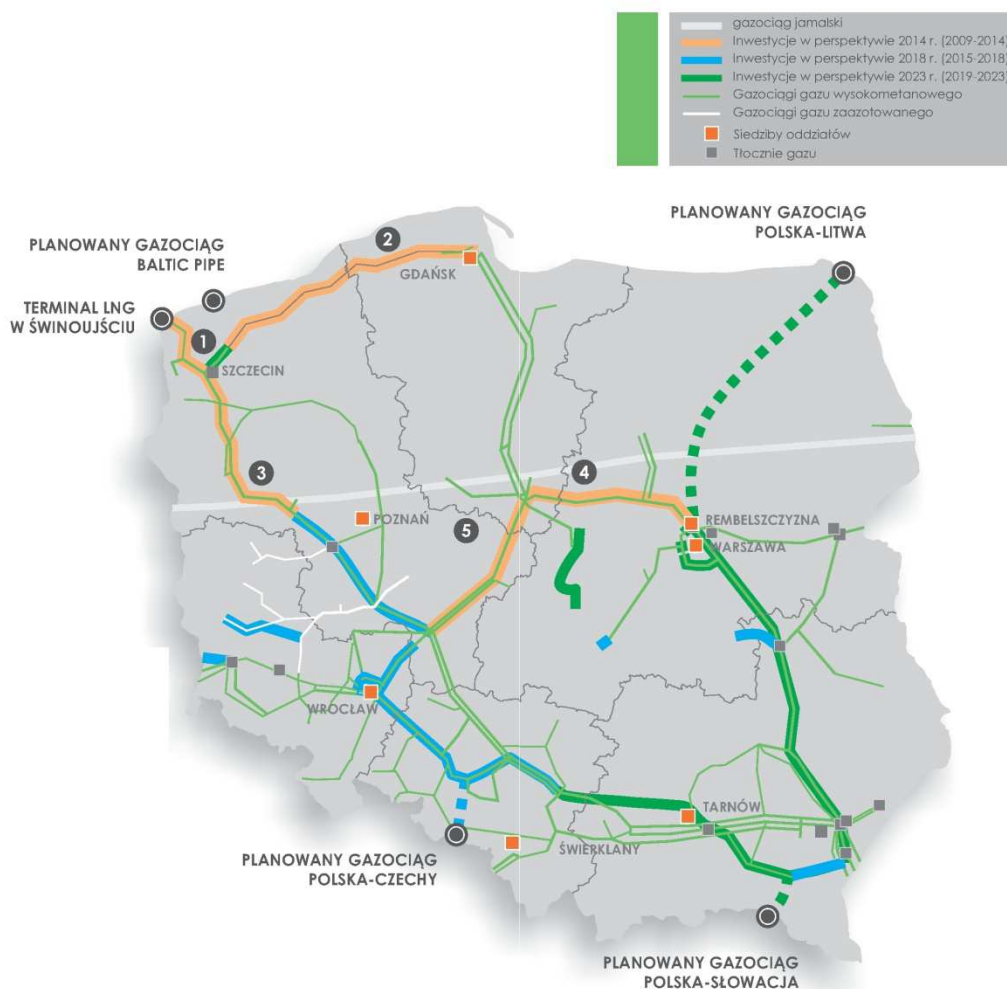 gazociąg jamalski
Inwestycje w perspektywie 2014 r. (2009-2014)
Inwestycje w perspektywie 2018 r. (2015-2018)
Inwestycje w perspektywie 2023 r. (2019-2023)
Gazociągi gazu wysokometanowego
Gazociągi gazu zaazotowanego
Siedziby oddziałów
Tłocznie gazu
PLANOWANY GAZOCIĄG
POLSKA-LITWA
PLANOWANY GAZOCIĄG
BALTIC PIPE
TERMINAL LNG
W ŚWINOUJŚCIU
2
GDAŃSK
1
SZCZECIN
3
4
POZNAŃ
5
REMBELSZCZYZNA
WARSZAWA
WROCŁAW
TARNÓW
ŚWIERKLANY
PLANOWANY GAZOCIĄG
POLSKA-CZECHY
PLANOWANY GAZOCIĄG
POLSKA-SŁOWACJA